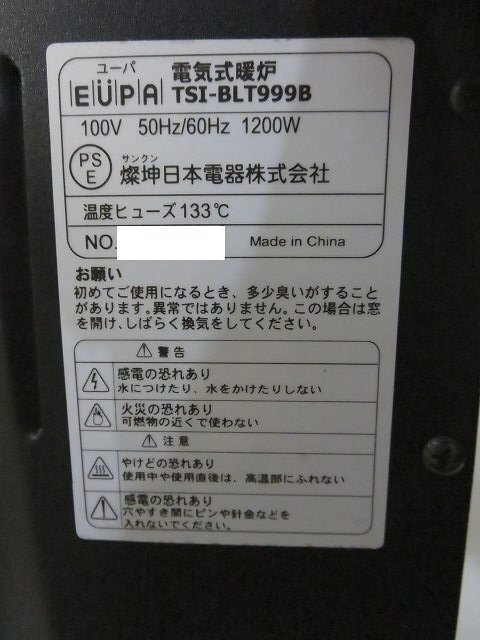 ユーパ
EUPA
電気式暖炉
TSI-BLT999B
100V 50Hz/60Hz 1200W
PS
E
サンクン
燦坤日本電器株式会社
温度ヒューズ133℃
NO.
Made in China
お願い
初めてご使用になるとき、多少臭いがすること
があります。異常ではありません。この場合は窓
を開け、しばらく換気をしてください。
警告
感電の恐れあり
水につけたり、水をかけたりしない
火災の恐れあり
可燃物の近くで使わない
注意
やけどの恐れあり
使用中や使用直後は、高温部にふれない
感電の恐れあり
穴やすき間にピンや針金などを
入れないでください。